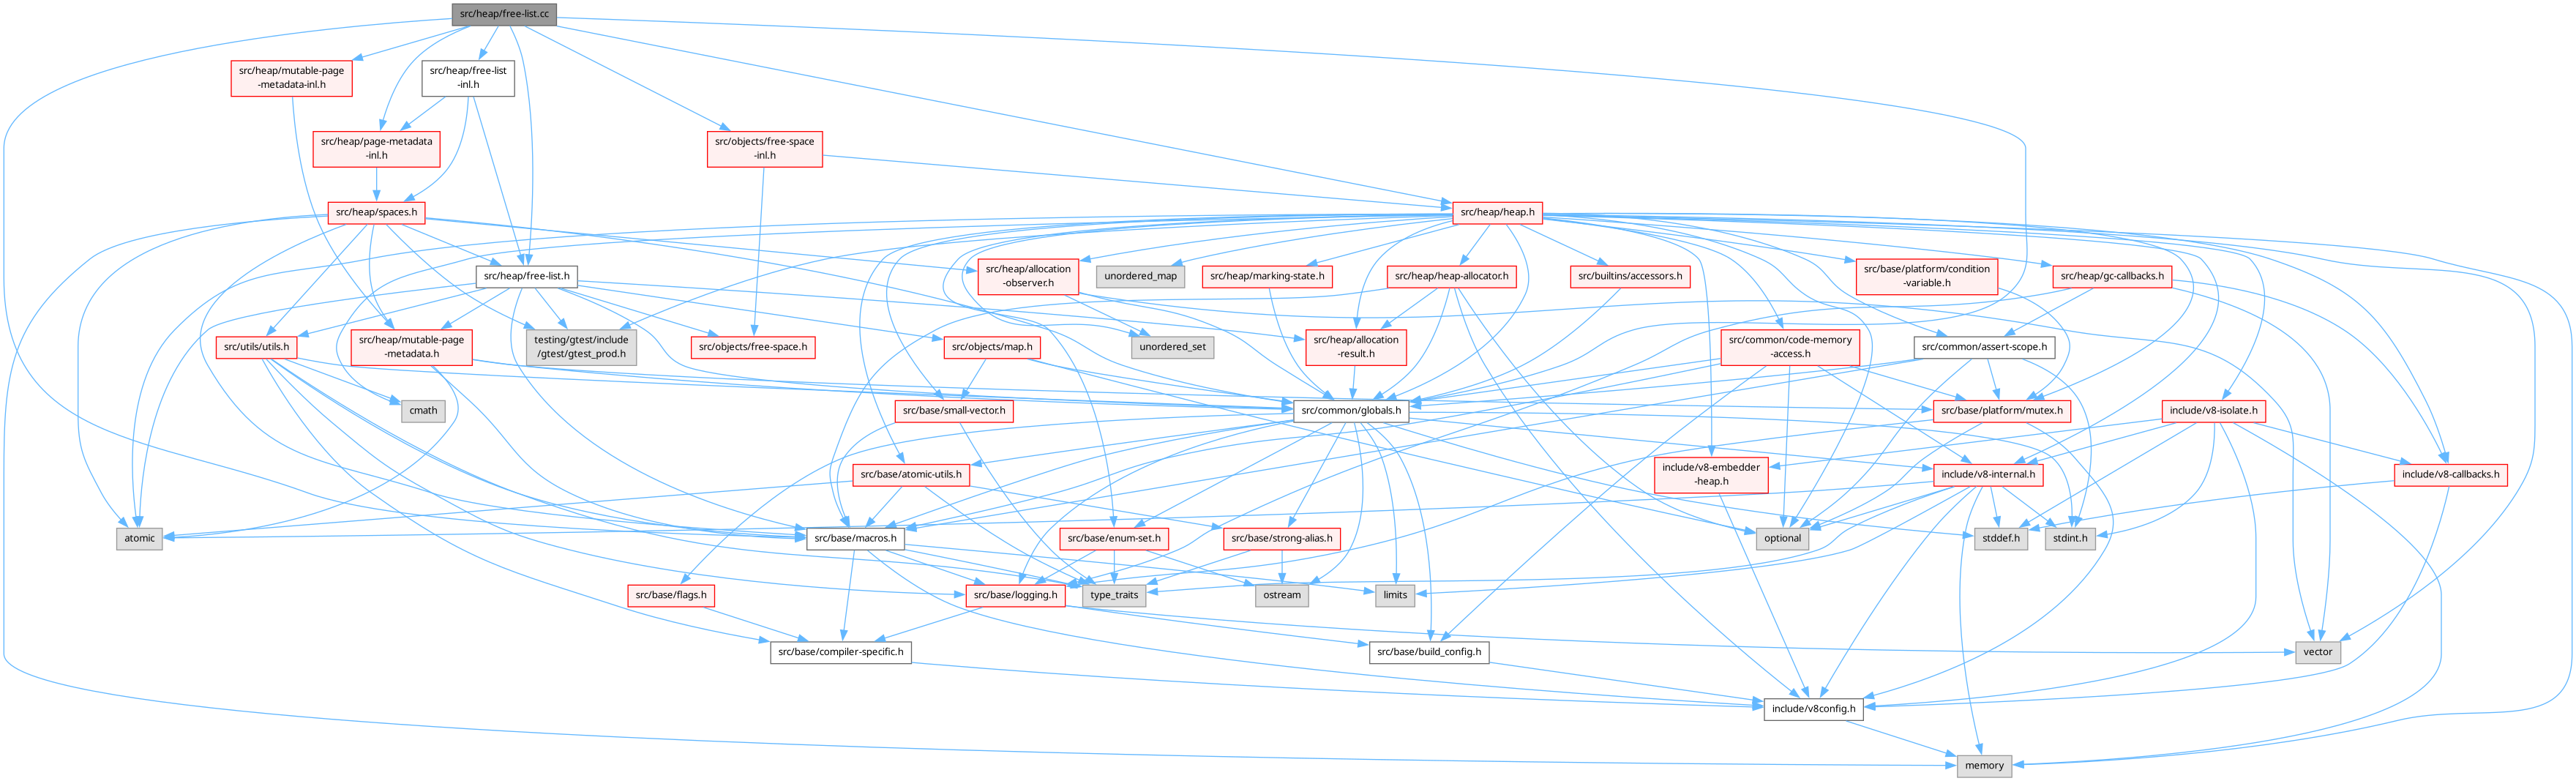 src/heap/free-list.cc
src/heap/mutable-page
-metadata-inl.h
src/heap/free-list
-inl.h
src/heap/page-metadata
-inl.h
src/objects/free-space
-inl.h
src/heap/spaces.h
src/heap/heap.h
src/heap/free-list.h
src/heap/allocation
-observer.h
unordered_map
src/heap/marking-state.h
src/heap/heap-allocator.h
src/builtins/accessors.h
src/base/platform/condition
-variable.h
src/heap/gc-callbacks.h
src/utils/utils.h
src/heap/mutable-page
-metadata.h
testing/gtest/include
/gtest/gtest_prod.h
src/objects/free-space.h
src/objects/map.h
unordered_set
src/heap/allocation
-result.h
src/common/code-memory
-access.h
src/common/assert-scope.h
cmath
src/base/small-vector.h
src/common/globals.h
src/base/platform/mutex.h
include/v8-isolate.h
src/base/atomic-utils.h
include/v8-embedder
-heap.h
include/v8-internal.h
include/v8-callbacks.h
atomic
src/base/macros.h
src/base/enum-set.h
src/base/strong-alias.h
optional
stddef.h
stdint.h
src/base/flags.h
src/base/logging.h
type_traits
ostream
limits
src/base/compiler-specific.h
src/base/build_config.h
vector
include/v8config.h
memory